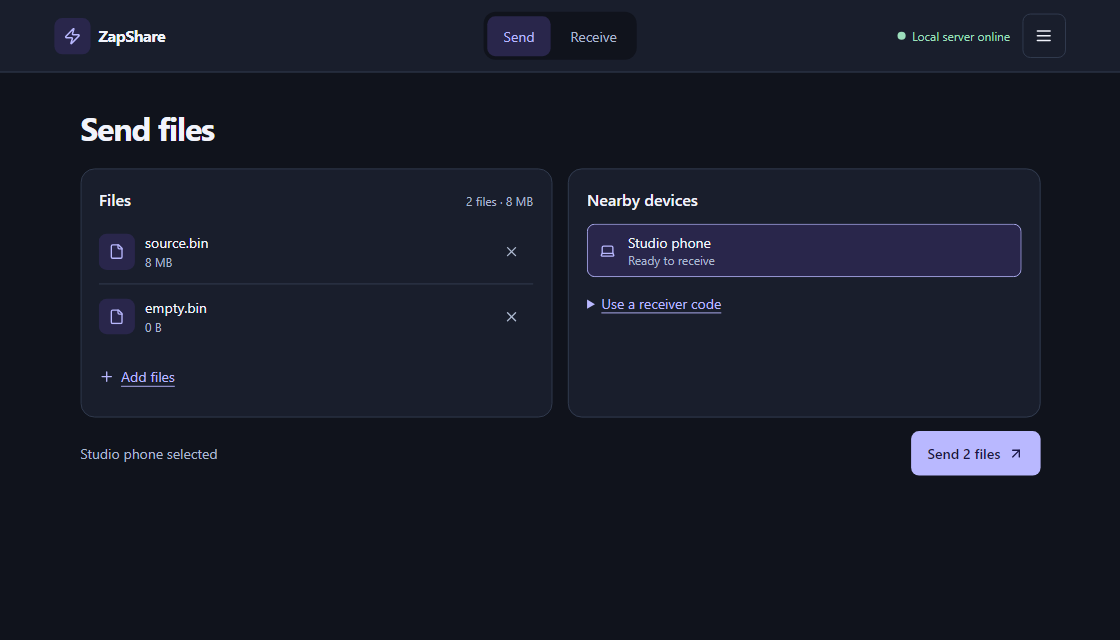 ZapShare
Send
Receive
Local server online
Send files
Files
2 files · 8 MB
source.bin
8 MB
empty.bin
0 B
Add files
Nearby devices
Studio phone
Ready to receive
Use a receiver code
Studio phone selected
Send 2 files